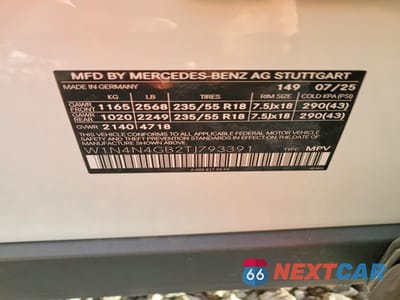 MFD BY MERCEDES-BENZ AG STUTTGART
MADE IN GERMANY 149 07/25
KG LB TIRES RIM SIZE COLD KPA (PSI)
GAWR FRONT 1165 2568 235/55 R18 7.5Jx18 290(43)
GAWR REAR 1020 2249 235/55 R18 7.5Jx18 290(43)
GVWR 2140 4718
THIS VEHICLE CONFORMS TO ALL APPLICABLE FEDERAL MOTOR VEHICLE
SAFETY, BUMPER, AND THEFT PREVENTION STANDARDS IN EFFECT ON THE DATE OF
MANUFACTURE SHOWN ABOVE
W1N4N4GB2TJ793391 TYPE: MPV
66 NEXTCAR